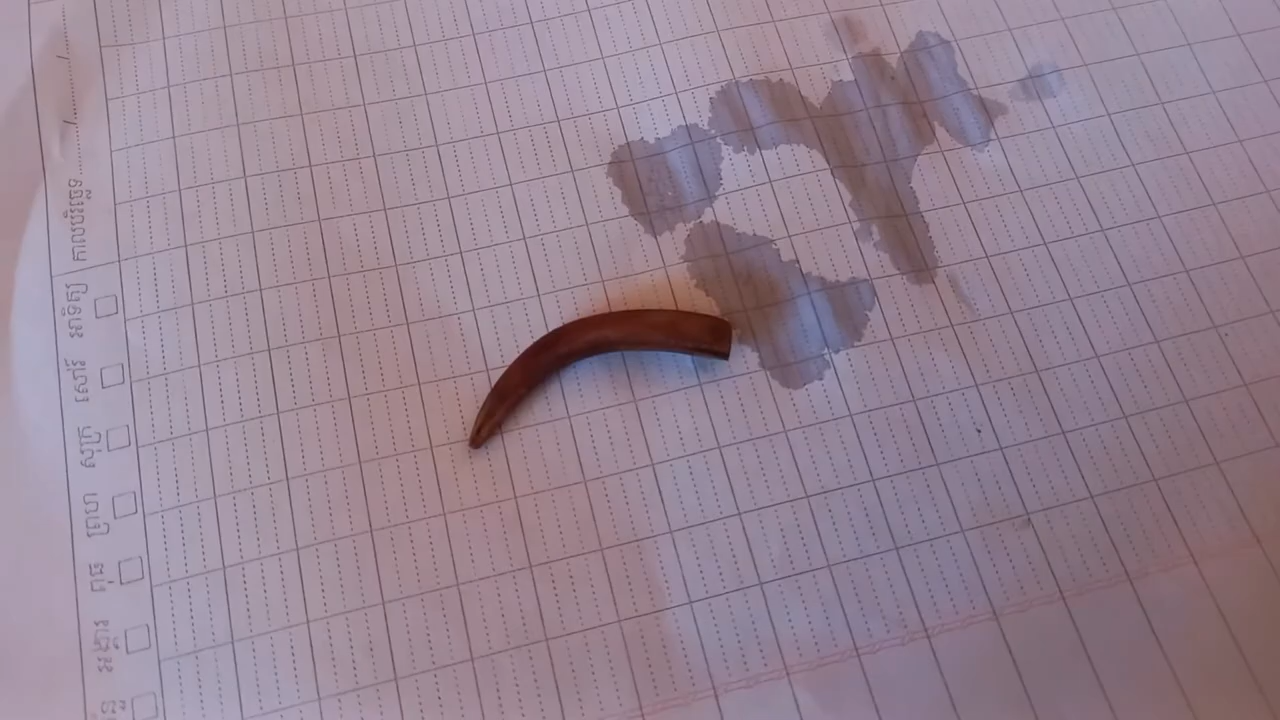 អង្គារ ពុធ ព្រហ សុក្រ សៅរ៍ អាទិត្យ កាលបរិច្ឆេទ ......./......./.......